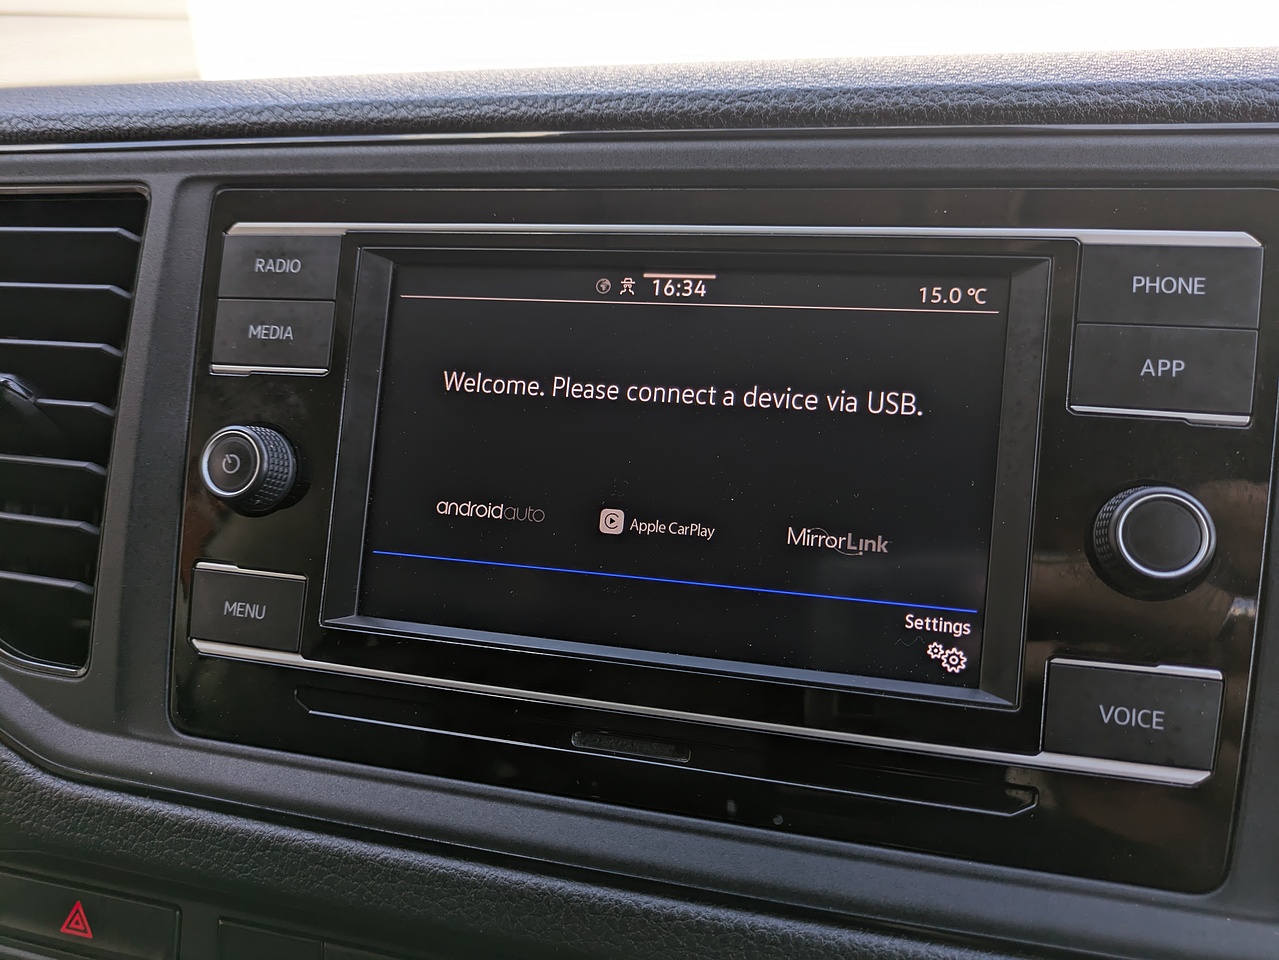 RADIO
MEDIA
MENU
16:34
15.0 °C
Welcome. Please connect a device via USB.
androidauto
Apple CarPlay
MirrorLink
Settings
PHONE
APP
VOICE